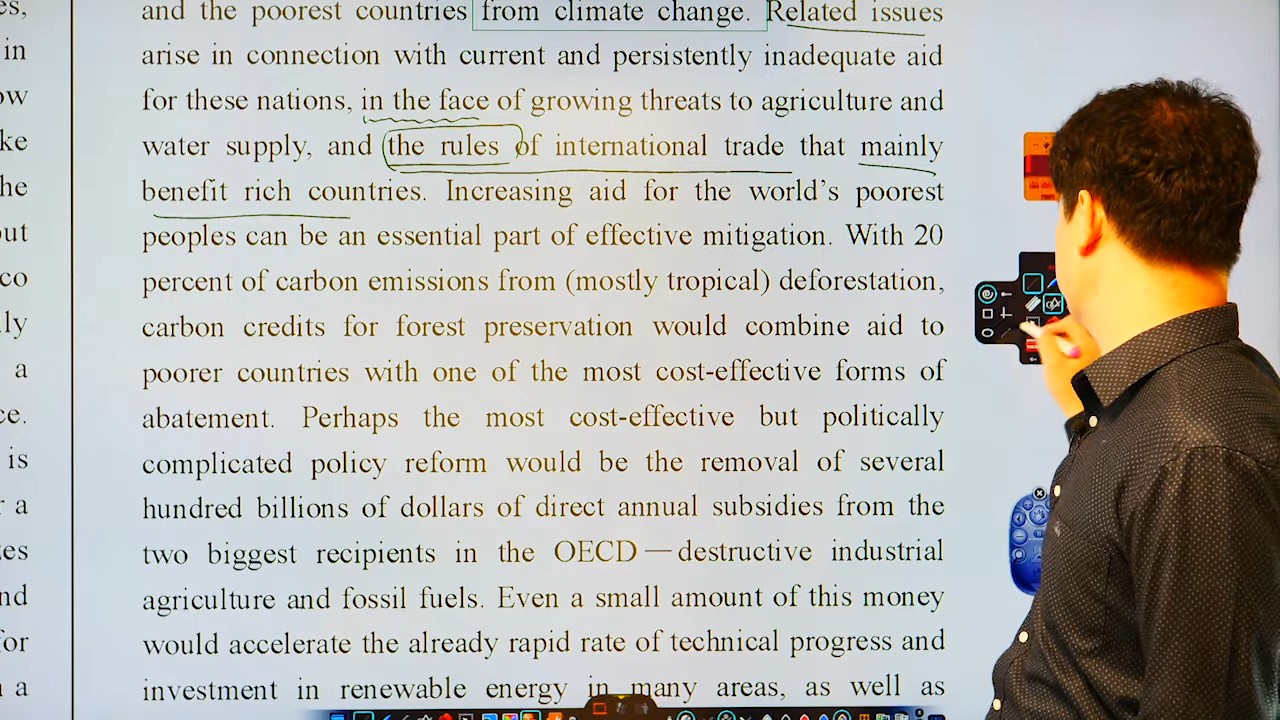 and the poorest countries from climate change. Related issues
arise in connection with current and persistently inadequate aid
for these nations, in the face of growing threats to agriculture and
water supply, and the rules of international trade that mainly
benefit rich countries. Increasing aid for the world's poorest
peoples can be an essential part of effective mitigation. With 20
percent of carbon emissions from (mostly tropical) deforestation,
carbon credits for forest preservation would combine aid to
poorer countries with one of the most cost-effective forms of
abatement. Perhaps the most cost-effective but politically
complicated policy reform would be the removal of several
hundred billions of dollars of direct annual subsidies from the
two biggest recipients in the OECD — destructive industrial
agriculture and fossil fuels. Even a small amount of this money
would accelerate the already rapid rate of technical progress and
investment in renewable energy in many areas, as well as